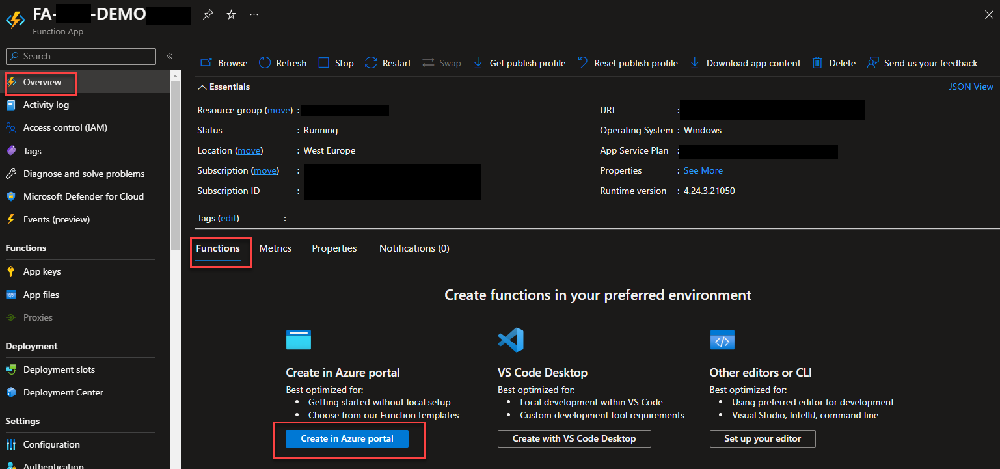 FA- -DEMO
Function App
Search
«
Overview
Activity log
Access control (IAM)
Tags
Diagnose and solve problems
Microsoft Defender for Cloud
Events (preview)
Functions
App keys
App files
Proxies
Deployment
Deployment slots
Deployment Center
Settings
Configuration
Authentication
Browse Refresh Stop Restart Swap Get publish profile Reset publish profile Download app content Delete Send us your feedback
Essentials JSON View
Resource group (move) :
Status : Running
Location (move) : West Europe
Subscription (move) :
Subscription ID :
Tags (edit) :
URL :
Operating System : Windows
App Service Plan :
Properties : See More
Runtime version : 4.24.3.21050
Functions Metrics Properties Notifications (0)
Create functions in your preferred environment
Create in Azure portal
Best optimized for:
• Getting started without local setup
• Choose from our Function templates
Create in Azure portal
VS Code Desktop
Best optimized for:
• Local development within VS Code
• Custom development tool requirements
Create with VS Code Desktop
Other editors or CLI
Best optimized for:
• Using preferred editor for development
• Visual Studio, IntelliJ, command line
Set up your editor